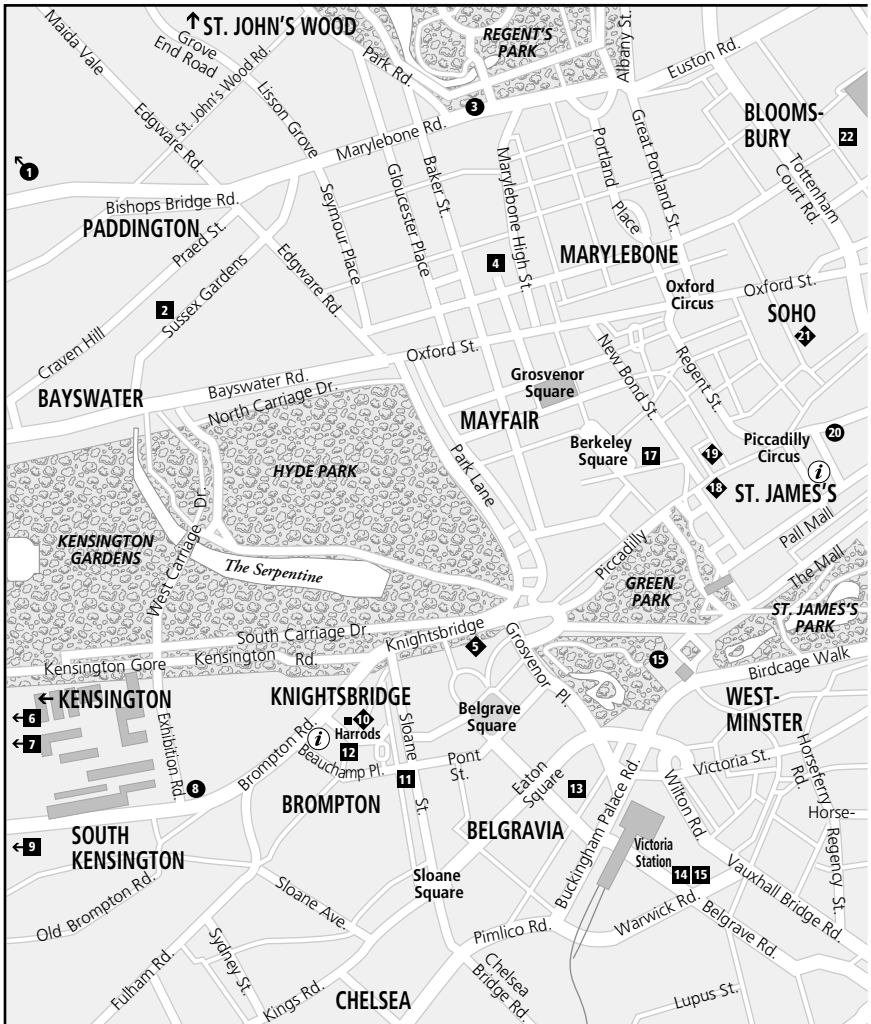 ST. JOHN'S WOOD
REGENT'S
PARK
Maida Vale
Grove
End Road
St. John's Wood Rd.
Lisson Grove
Park Rd.
Albany St.
Euston Rd.
3
BLOOMS-
BURY
22
Edgware Rd.
Marylebone Rd.
1
Bishops Bridge Rd.
PADDINGTON
Praed St.
Seymour Place
Gloucester Place
Baker St.
Marylebone High St.
Portland
Place
Great Portland St.
Tottenham
Court Rd.
4
MARYLEBONE
2
Sussex Gardens
Edgware Rd.
Oxford
Circus
Oxford St.
SOHO
21
Craven Hill
Oxford St.
New Bond St.
Regent St.
BAYSWATER
Bayswater Rd.
North Carriage Dr.
Grosvenor
Square
MAYFAIR
Berkeley
Square
17
19
Piccadilly
Circus
20
i
18
ST. JAMES'S
HYDE PARK
Park Lane
Pall Mall
The Mall
KENSINGTON
GARDENS
West Carriage Dr.
The Serpentine
Piccadilly
GREEN
PARK
ST. JAMES'S
PARK
South Carriage Dr.
Knightsbridge
5
Grosvenor Pl.
15
Birdcage Walk
Kensington Gore
Kensington
Rd.
KENSINGTON
6
7
Exhibition Rd.
KNIGHTSBRIDGE
10
Harrods
i
12
Brompton Rd.
Beauchamp Pl.
Sloane
St.
Belgrave
Square
WEST-
MINSTER
Pont
St.
11
Eaton
Square
13
Victoria St.
Horseferry
Rd.
Horse-
8
BROMPTON
BELGRAVIA
Buckingham Palace Rd.
Wilton Rd.
Regency St.
9
SOUTH
KENSINGTON
Victoria
Station
14
15
Vauxhall Bridge Rd.
Sloane
Square
Old Brompton Rd.
Sloane Ave.
Warwick Rd.
Belgrave Rd.
Pimlico Rd.
Fulham Rd.
Sydney St.
Kings Rd.
CHELSEA
Chelsea
Bridge Rd.
Lupus St.